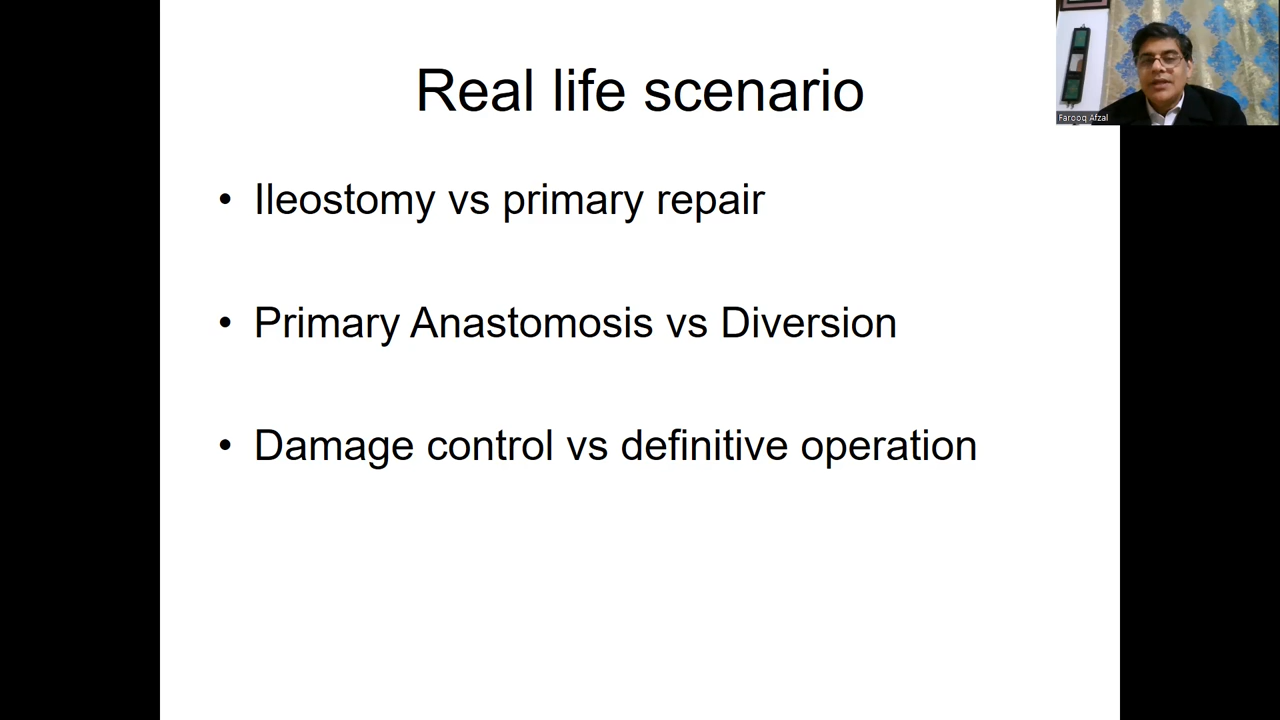 Real life scenario
Farooq Afzal
• Ileostomy vs primary repair
• Primary Anastomosis vs Diversion
• Damage control vs definitive operation